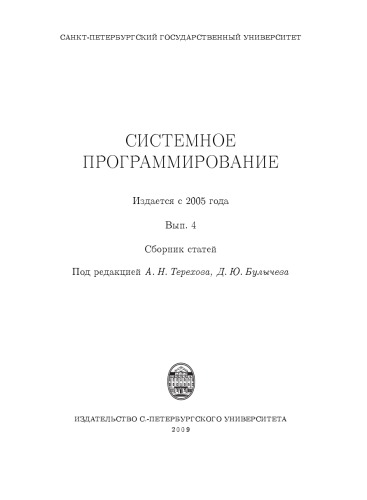 САНКТ-ПЕТЕРБУРГСКИЙ ГОСУДАРСТВЕННЫЙ УНИВЕРСИТЕТ
СИСТЕМНОЕ
ПРОГРАММИРОВАНИЕ
Издается с 2005 года
Вып. 4
Сборник статей
Под редакцией А. Н. Терехова, Д. Ю. Булычева
ИЗДАТЕЛЬСТВО С.-ПЕТЕРБУРГСКОГО УНИВЕРСИТЕТА
2009